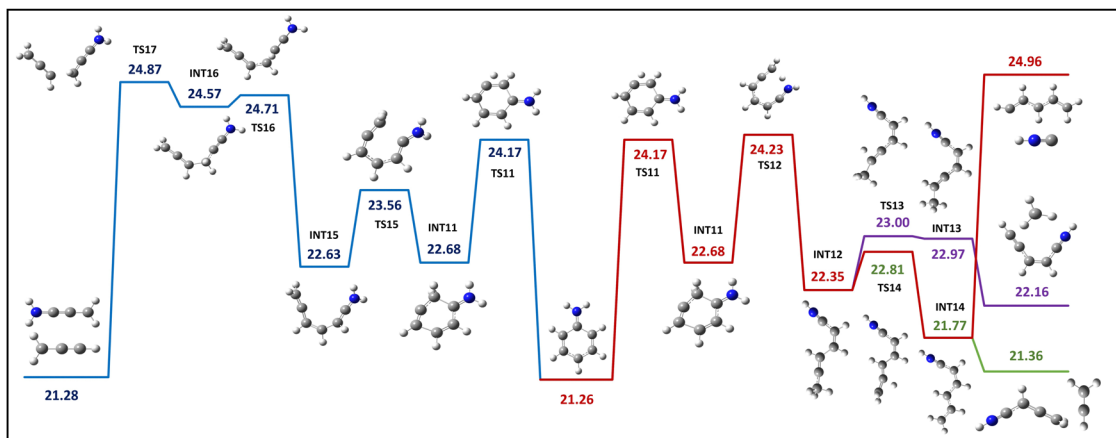 TS17
24.87
INT16
24.57
24.71
TS16
21.28
INT15
22.63
23.56
TS15
INT11
22.68
24.17
TS11
21.26
24.17
TS11
INT11
22.68
24.23
TS12
INT12
22.35
TS13
23.00
22.81
TS14
INT13
22.97
INT14
21.77
24.96
22.16
21.36